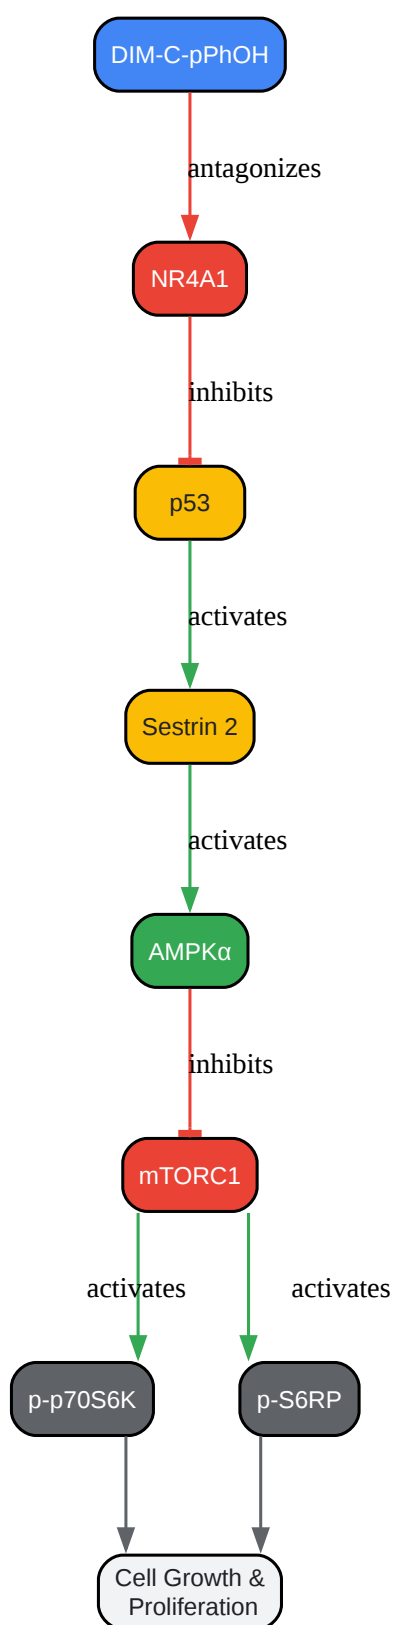 DIM-C-pPhOH
antagonizes
NR4A1
inhibits
p53
activates
Sestrin 2
activates
AMPKα
inhibits
mTORC1
activates
activates
p-p70S6K
p-S6RP
Cell Growth &
Proliferation